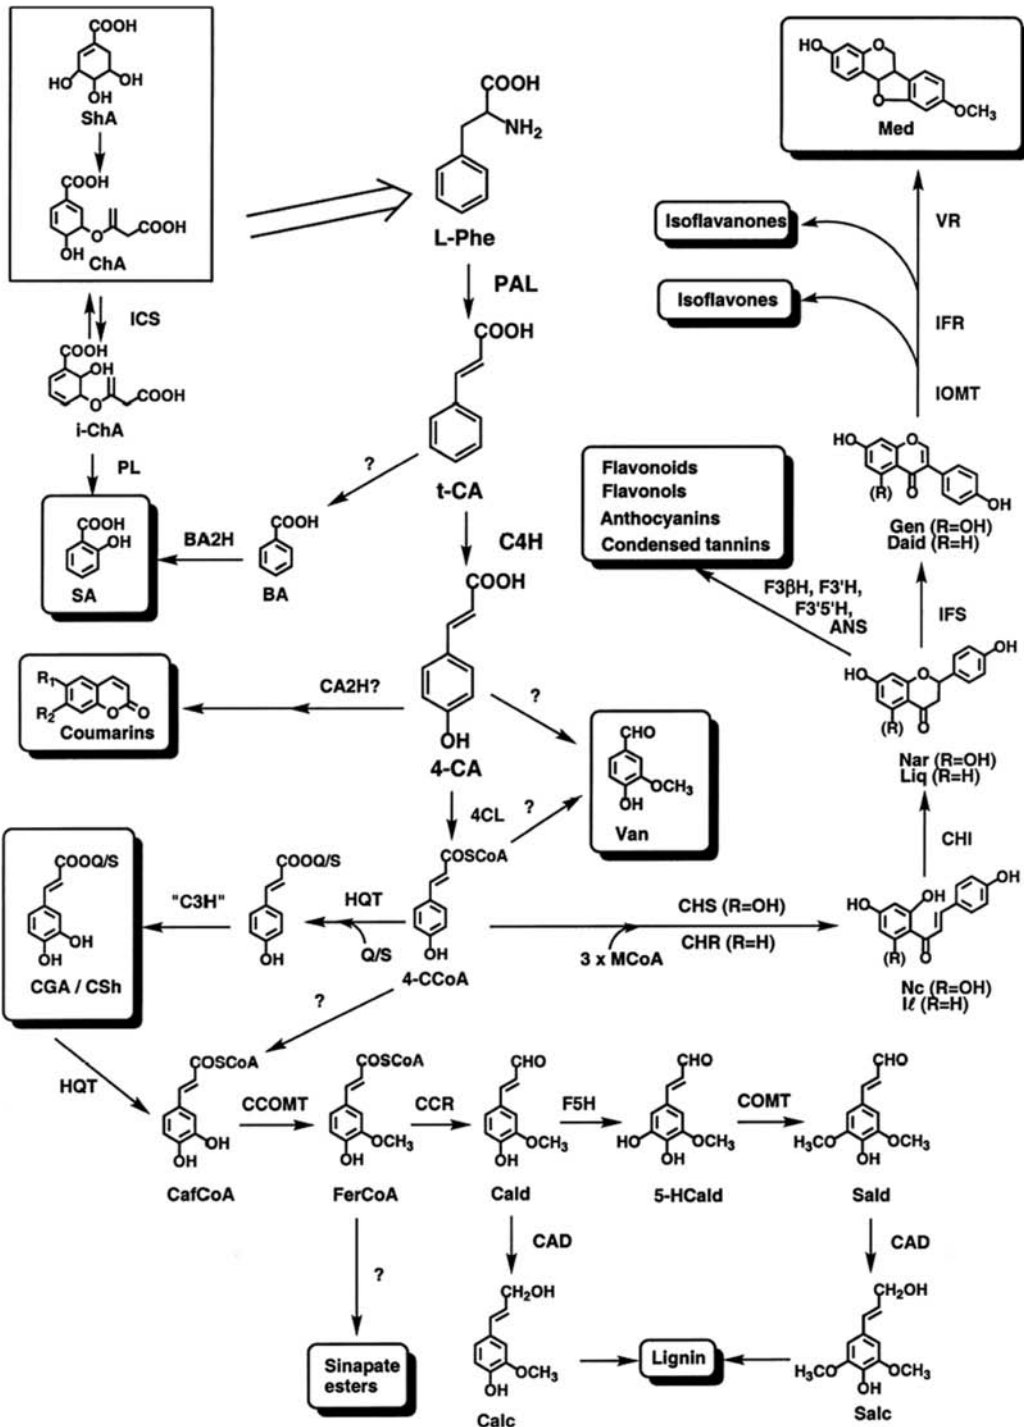 COOH
HO
OH
OH
ShA
COOH
O
COOH
OH
ChA
ICS
COOH
OH
O
COOH
i-ChA
PL
COOH
OH
SA
BA2H
COOH
BA
?
COOH
NH2
L-Phe
PAL
COOH
t-CA
C4H
COOH
OH
4-CA
CA2H?
R1
R2
O
O
Coumarins
?
CHO
OCH3
OH
Van
4CL
?
COSCoA
OH
4-CCoA
HQT
Q/S
COOQ/S
OH
"C3H"
COOQ/S
OH
OH
CGA / CSh
HQT
?
3 x MCoA
CHS (R=OH)
CHR (R=H)
HO
OH
OH
(R)
O
Nc (R=OH)
Iℓ (R=H)
CHI
HO
O
OH
(R)
O
Nar (R=OH)
Liq (R=H)
F3βH, F3'H,
F3'5'H,
ANS
Flavonoids
Flavonols
Anthocyanins
Condensed tannins
IFS
HO
O
(R)
O
OH
Gen (R=OH)
Daid (R=H)
IOMT
IFR
VR
Isoflavones
Isoflavanones
HO
O
O
OCH3
Med
COSCoA
OH
OH
CafCoA
CCOMT
COSCoA
OCH3
OH
FerCoA
CCR
CHO
OCH3
OH
Cald
F5H
CHO
HO
OCH3
OH
5-HCald
COMT
CHO
H3CO
OCH3
OH
Sald
?
Sinapate
esters
CAD
CH2OH
OCH3
OH
Calc
Lignin
CAD
CH2OH
H3CO
OCH3
OH
Salc